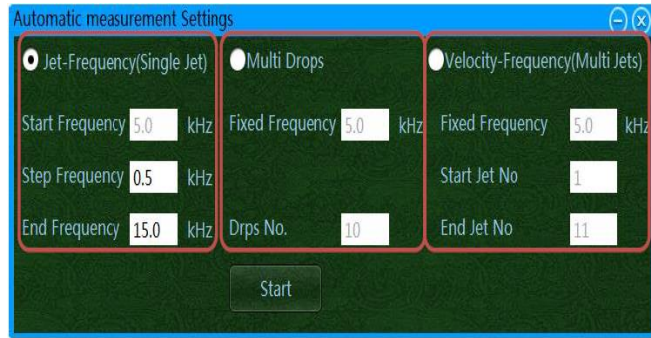 Automatic measurement Settings
Jet-Frequency(Single Jet)
Start Frequency 5.0 kHz
Step Frequency 0.5 kHz
End Frequency 15.0 kHz
Multi Drops
Fixed Frequency 5.0 kHz
Drps No. 10
Velocity-Frequency(Multi Jets)
Fixed Frequency 5.0 kHz
Start Jet No 1
End Jet No 11
Start